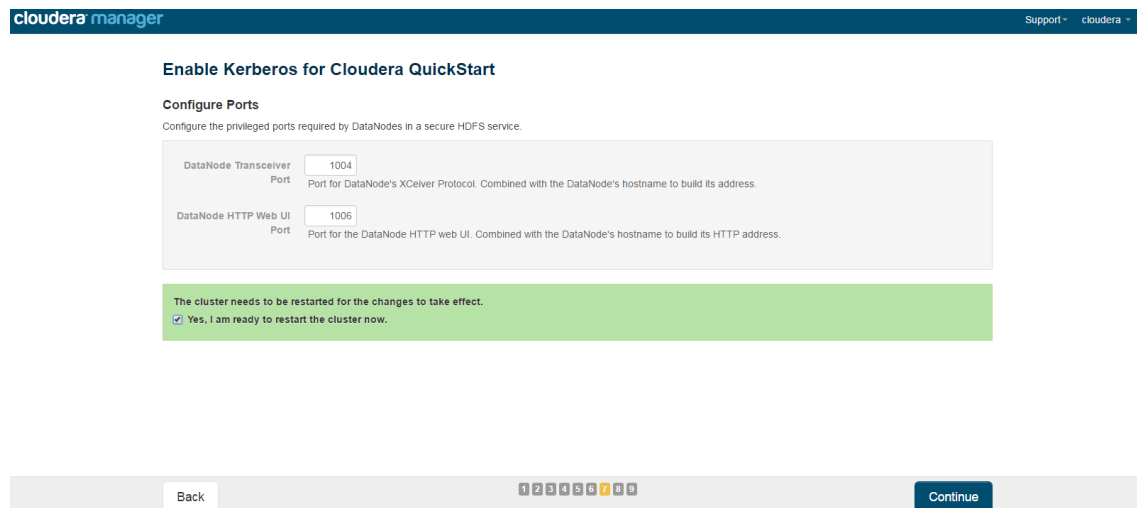 cloudera manager
Support
cloudera
Enable Kerberos for Cloudera QuickStart
Configure Ports
Configure the privileged ports required by DataNodes in a secure HDFS service.
DataNode Transceiver
Port
1004
Port for DataNode's XCeiver Protocol. Combined with the DataNode's hostname to build its address.
DataNode HTTP Web UI
Port
1006
Port for the DataNode HTTP web UI. Combined with the DataNode's hostname to build its HTTP address.
The cluster needs to be restarted for the changes to take effect.
Yes, I am ready to restart the cluster now.
Back
1 2 3 4 5 6 7 8 9
Continue